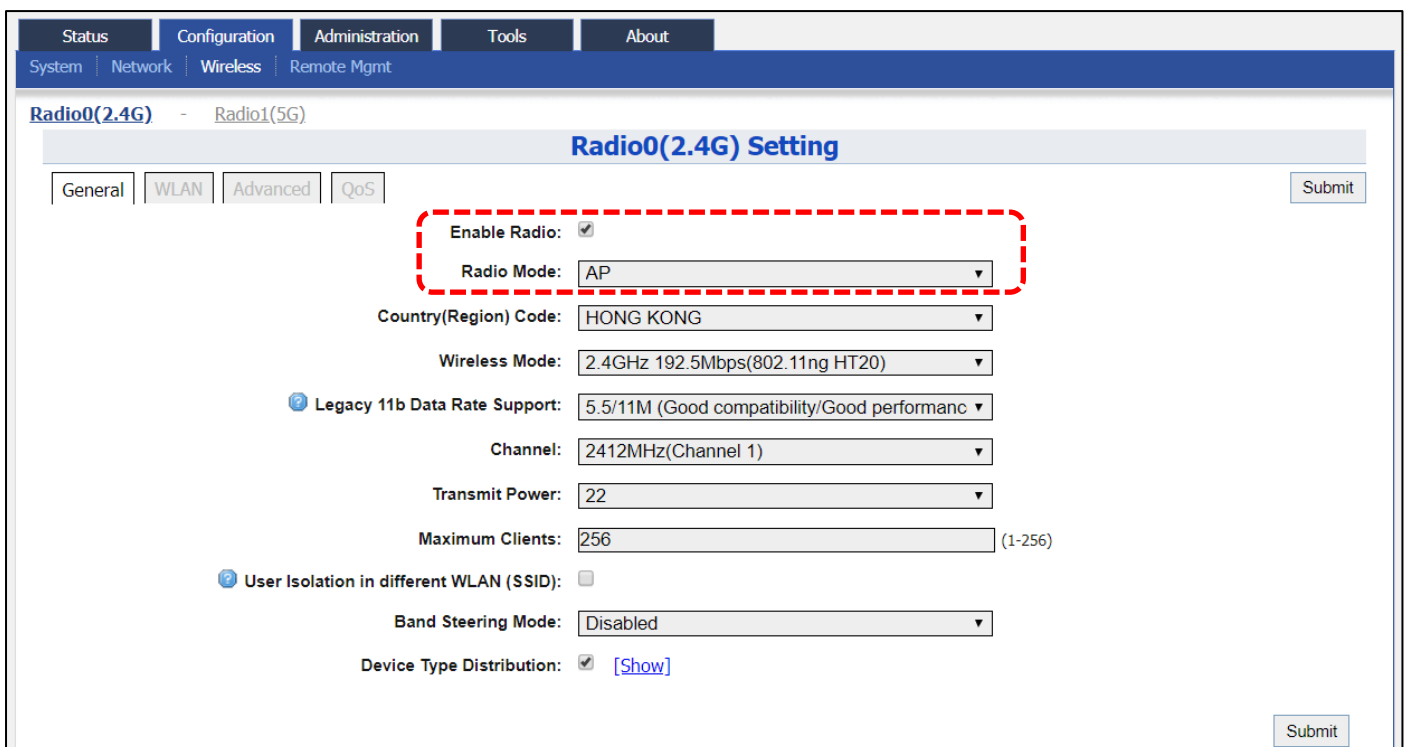 Status Configuration Administration Tools About
System Network Wireless Remote Mgmt
Radio0(2.4G) - Radio1(5G)
Radio0(2.4G) Setting
General WLAN Advanced QoS Submit
Enable Radio:
Radio Mode: AP
Country(Region) Code: HONG KONG
Wireless Mode: 2.4GHz 192.5Mbps(802.11ng HT20)
? Legacy 11b Data Rate Support: 5.5/11M (Good compatibility/Good performanc
Channel: 2412MHz(Channel 1)
Transmit Power: 22
Maximum Clients: 256 (1-256)
? User Isolation in different WLAN (SSID):
Band Steering Mode: Disabled
Device Type Distribution: [Show]
Submit